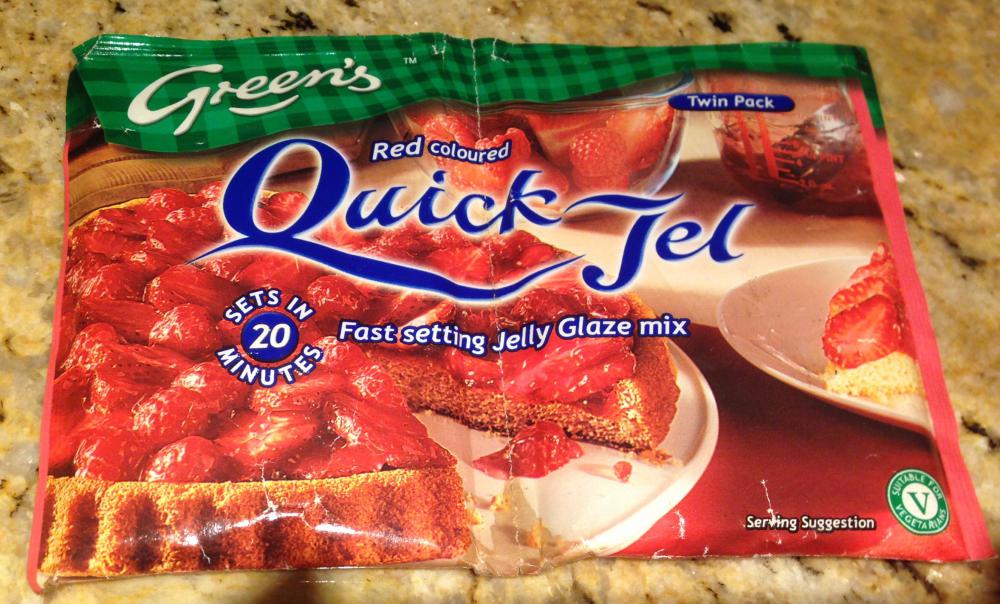 Green's™
Twin Pack
Red coloured
Quick Jel
SETS IN
20
MINUTES
Fast setting Jelly Glaze mix
Serving Suggestion
SUITABLE FOR
V
VEGETARIANS